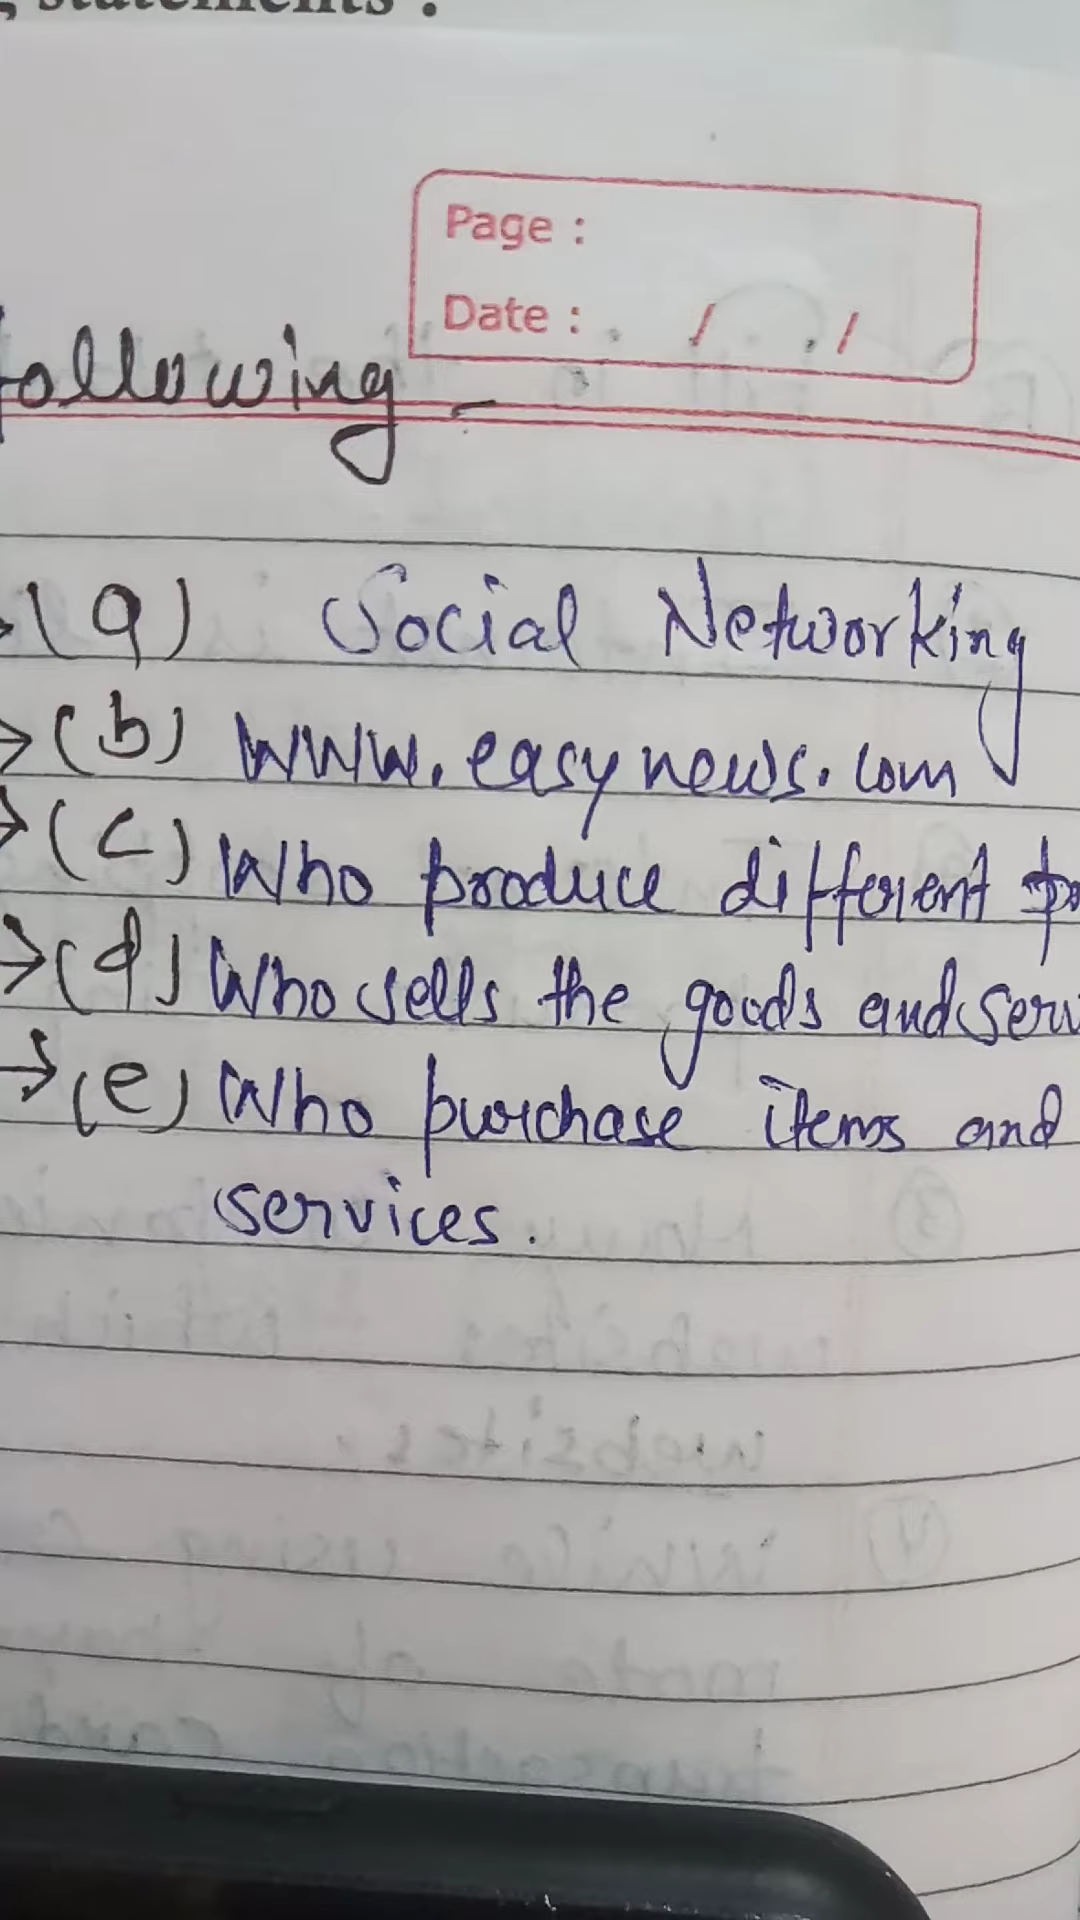 statements :
Page :
Date : / /
following -
(a) Social Networking
→ (b) WWW.easynews.com
→ (c) Who produce different
→ (d) Who sells the goods and
→ (e) Who purchase items and
services.